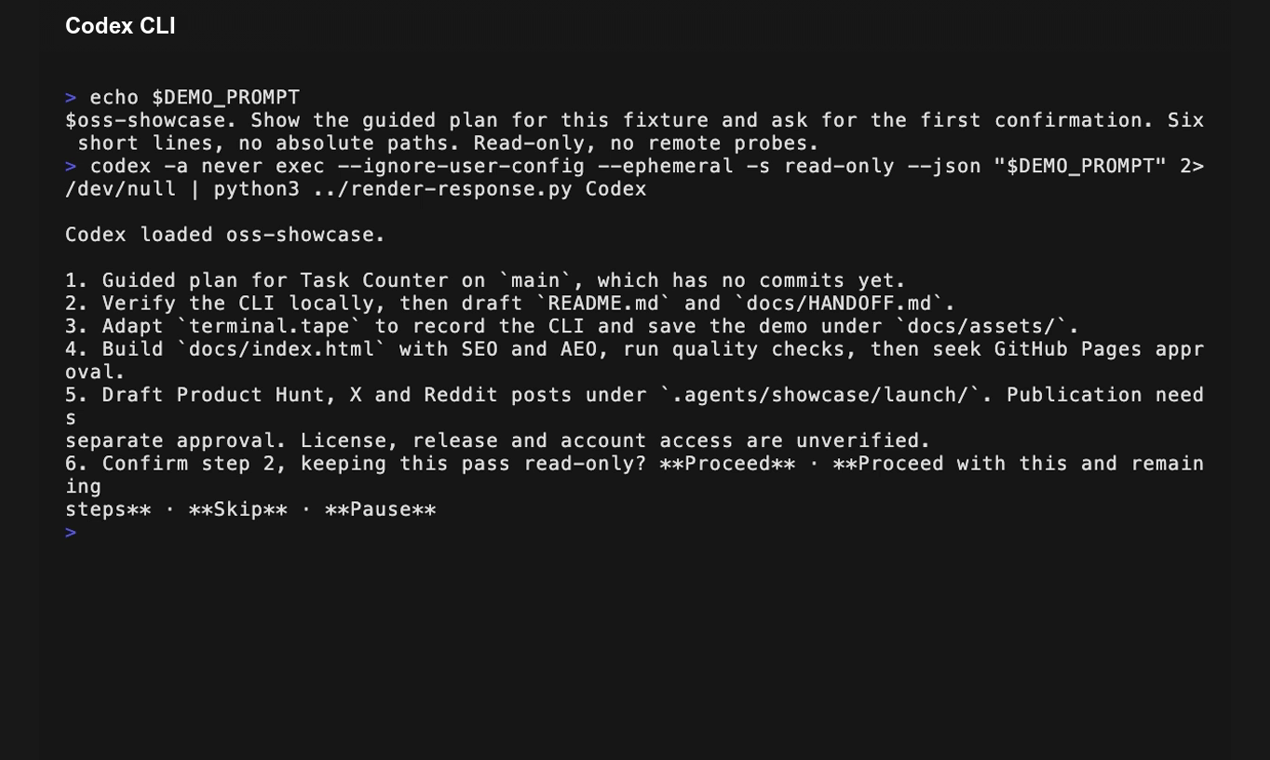 Codex CLI
> echo $DEMO_PROMPT
$oss-showcase. Show the guided plan for this fixture and ask for the first confirmation. Six
 short lines, no absolute paths. Read-only, no remote probes.
> codex -a never exec --ignore-user-config --ephemeral -s read-only --json "$DEMO_PROMPT" 2>
/dev/null | python3 ../render-response.py Codex
Codex loaded oss-showcase.
1. Guided plan for Task Counter on `main`, which has no commits yet.
2. Verify the CLI locally, then draft `README.md` and `docs/HANDOFF.md`.
3. Adapt `terminal.tape` to record the CLI and save the demo under `docs/assets/`.
4. Build `docs/index.html` with SEO and AEO, run quality checks, then seek GitHub Pages appr
oval.
5. Draft Product Hunt, X and Reddit posts under `.agents/showcase/launch/`. Publication need
s
separate approval. License, release and account access are unverified.
6. Confirm step 2, keeping this pass read-only? **Proceed** · **Proceed with this and remain
ing
steps** · **Skip** · **Pause**
>